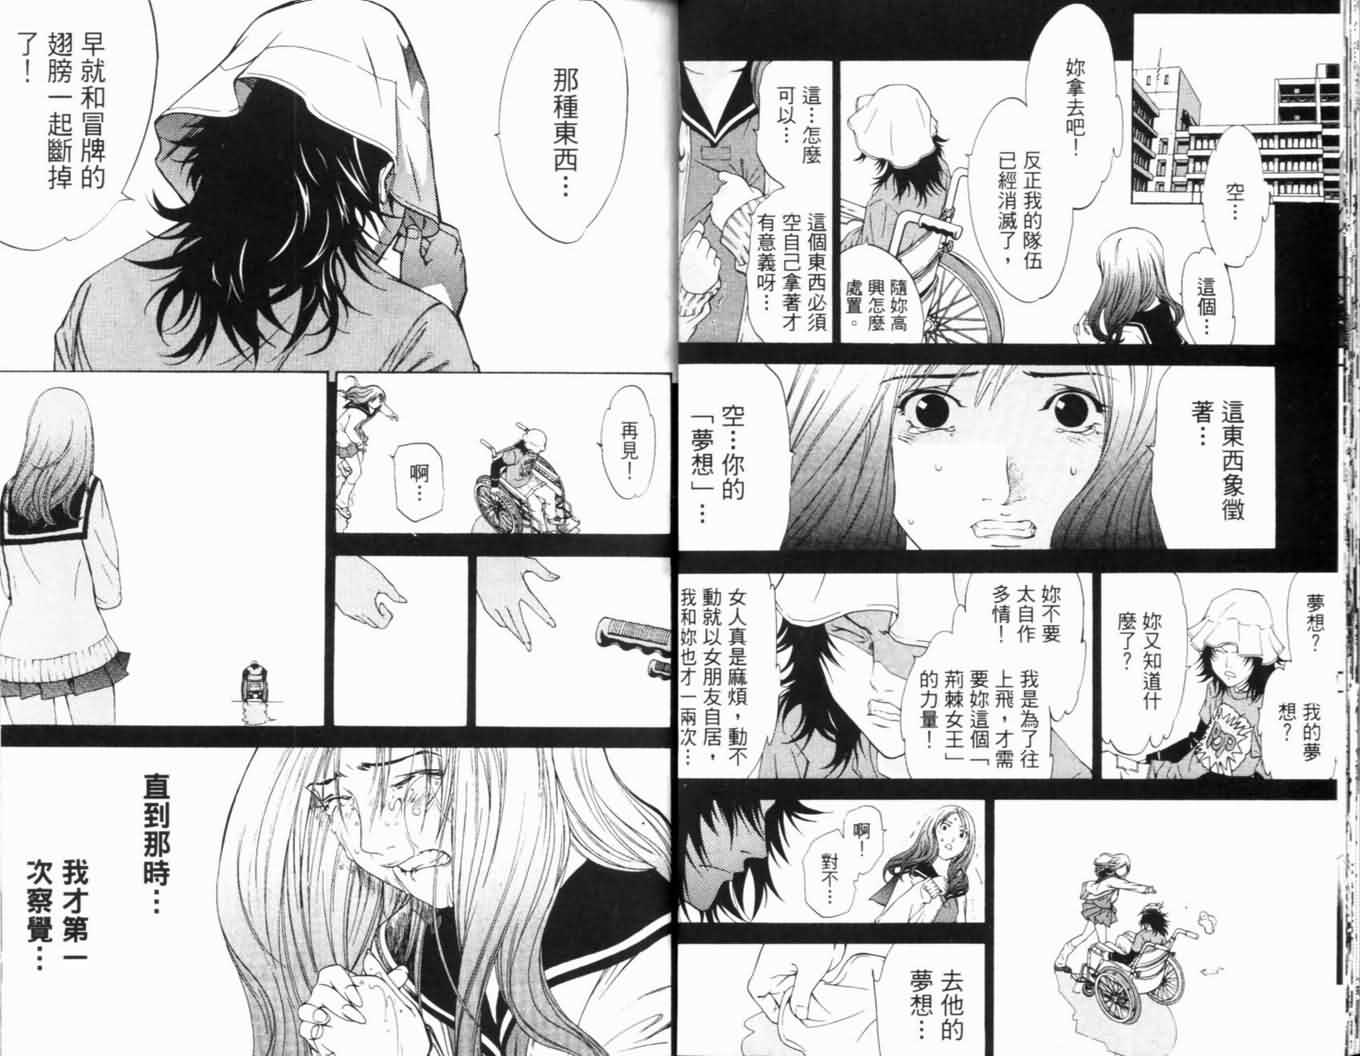 空…
這個…
妳拿去吧！
反正我的隊伍
已經消滅了，
隨妳高
興怎麼
處置。
這…怎麼
可以…
這個東西必須
空自己拿著才
有意義呀…
這東西象徵
著…
空…你的
「夢想」…
夢想？
我的夢
想？
妳又知道什
麼了？
妳不要
太自作
多情！
我是為了往
上飛，才需
要妳這個「
荊棘女王」
的力量！
女人真是麻煩，動不
動就以女朋友自居，
我和妳也才一兩次…
啊！
對不…
去他的
夢想…
那種東西…
早就和冒牌的
翅膀一起斷掉
了！
再見！
啊…
直到那時…
我才第一
次察覺…